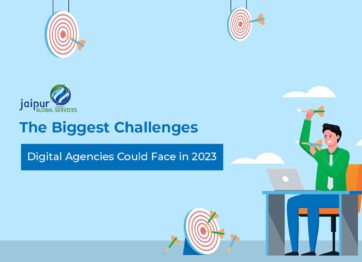 jaipur
GLOBAL SERVICES
The Biggest Challenges
Digital Agencies Could Face in 2023